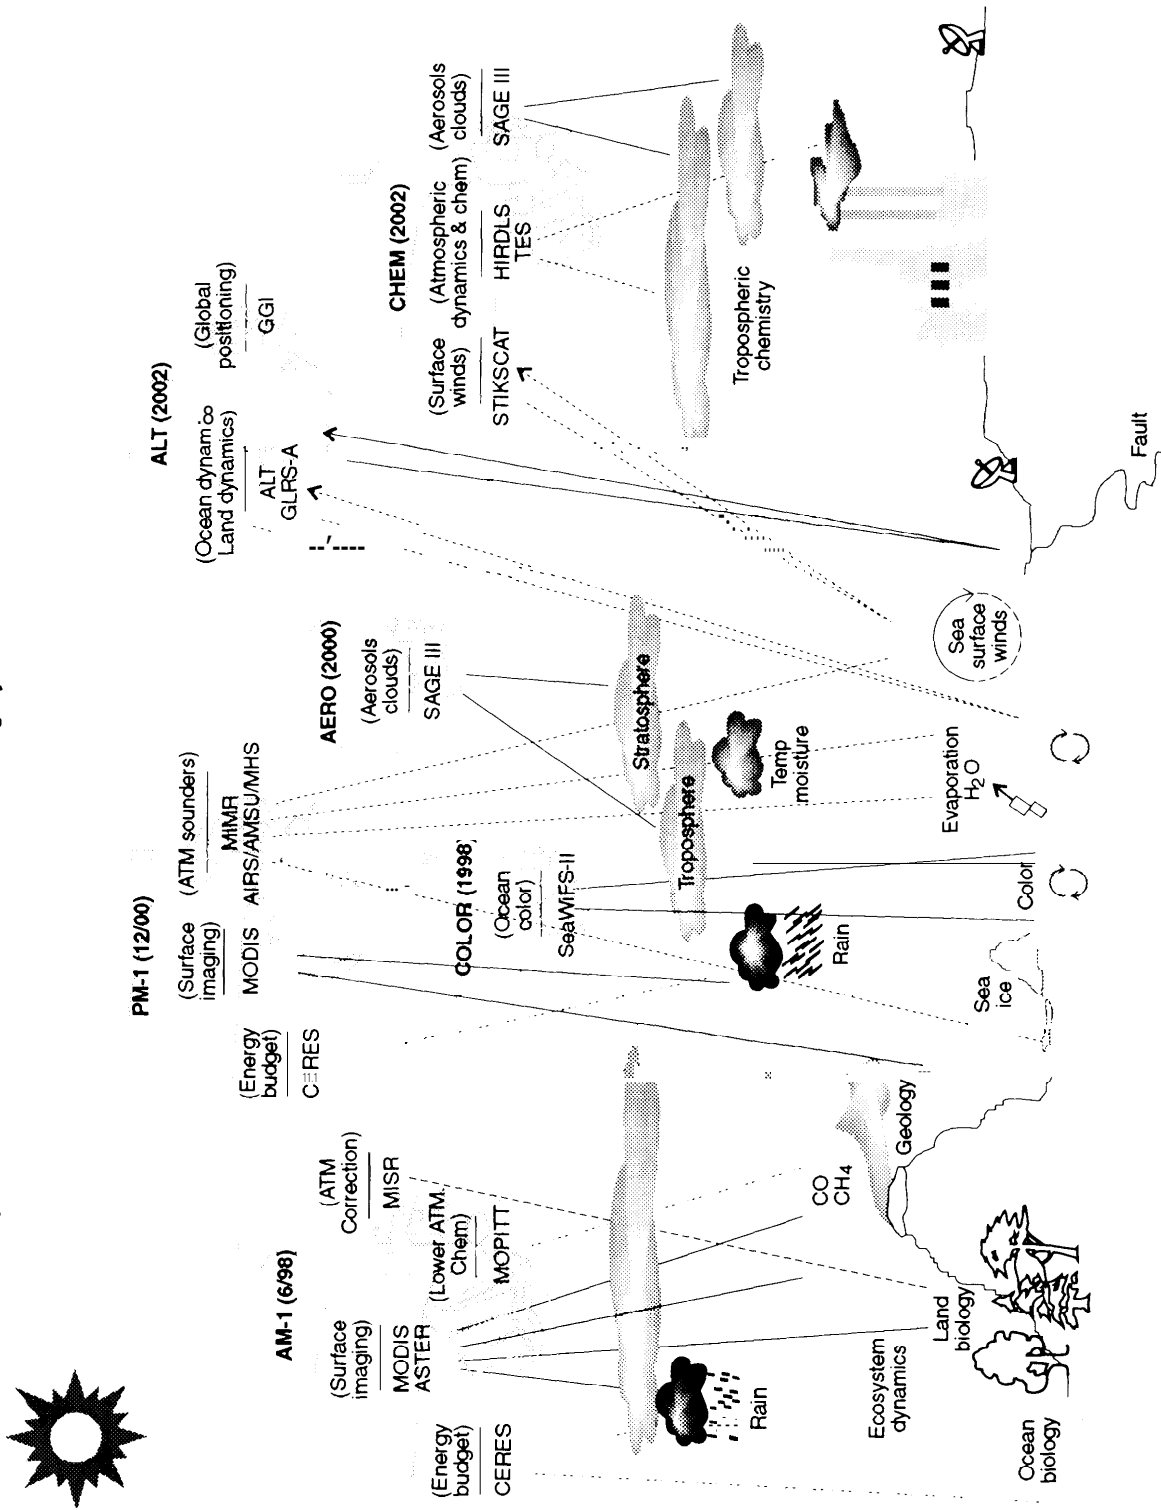 AM-1 (6/98)
(Energy
budget)
CERES
(Surface
imaging)
MODIS
ASTER
(Lower ATM.
Chem)
MOPITT
(ATM
Correction)
MISR
PM-1 (12/00)
(Energy
budget)
CERES
(Surface
imaging)
MODIS
(ATM sounders)
MIMR
AIRS/AMSU/MHS
COLOR (1998)
(Ocean
color)
SeaWiFS-II
AERO (2000)
(Aerosols
clouds)
SAGE III
ALT (2002)
(Ocean dynamico
Land dynamics)
ALT
GLRS-A
(Global
positioning)
GGI
CHEM (2002)
(Surface
winds)
STIKSCAT
(Atmospheric
dynamics & chem)
HIRDLS
TES
(Aerosols
clouds)
SAGE III
Stratosphere
Troposphere
Rain
Rain
Temp
moisture
Tropospheric
chemistry
CO
CH4
Geology
Ecosystem
dynamics
Land
biology
Ocean
biology
Sea
ice
Color
Evaporation
H2O
Sea
surface
winds
Fault